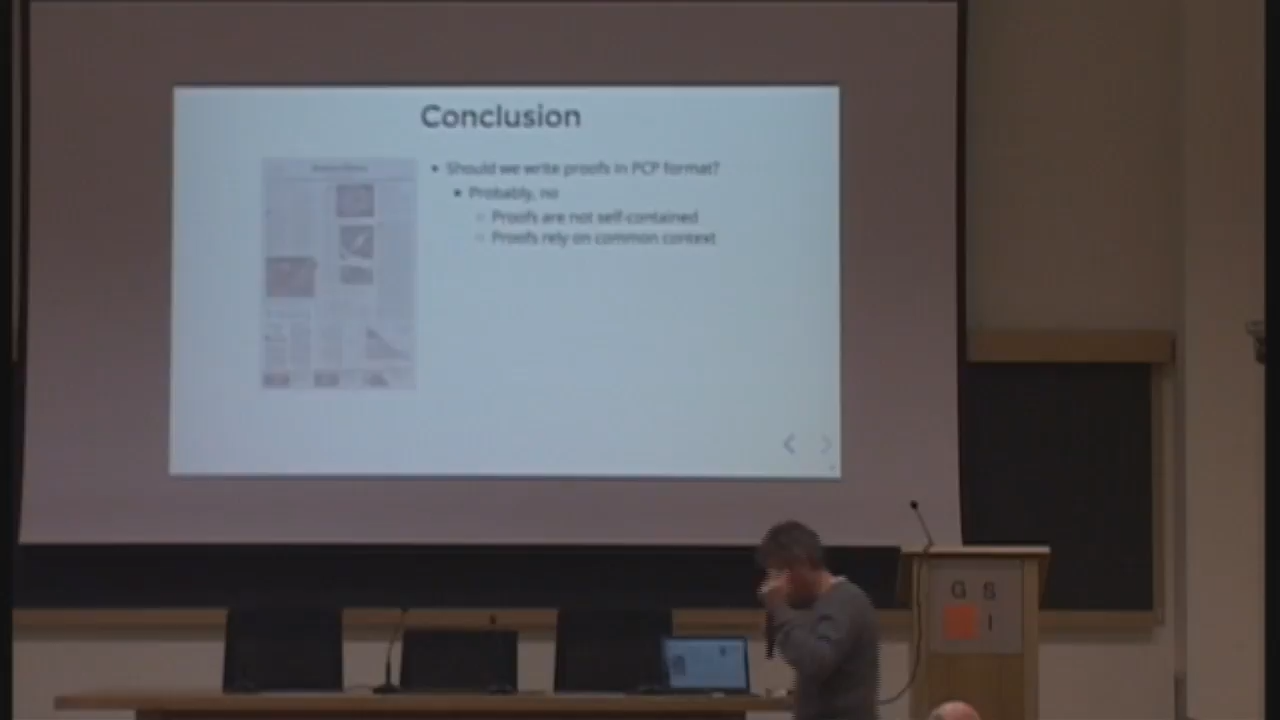 Conclusion
Should we write proofs in PCP format?
Probably, no
Proofs are not self-contained
Proofs rely on common context
G S
I